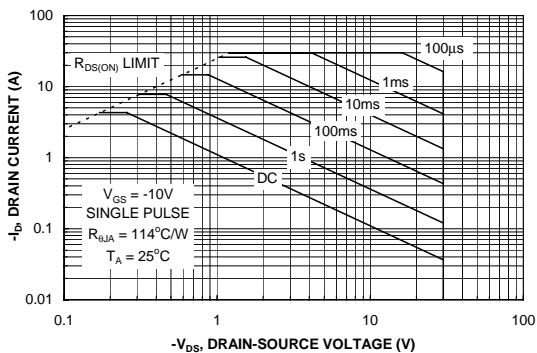 100
10
1
0.1
0.01
-I_D, DRAIN CURRENT (A)
R_DS(ON) LIMIT
100µs
1ms
10ms
100ms
1s
DC
V_GS = -10V
SINGLE PULSE
R_θJA = 114°C/W
T_A = 25°C
0.1
1
10
100
-V_DS, DRAIN-SOURCE VOLTAGE (V)